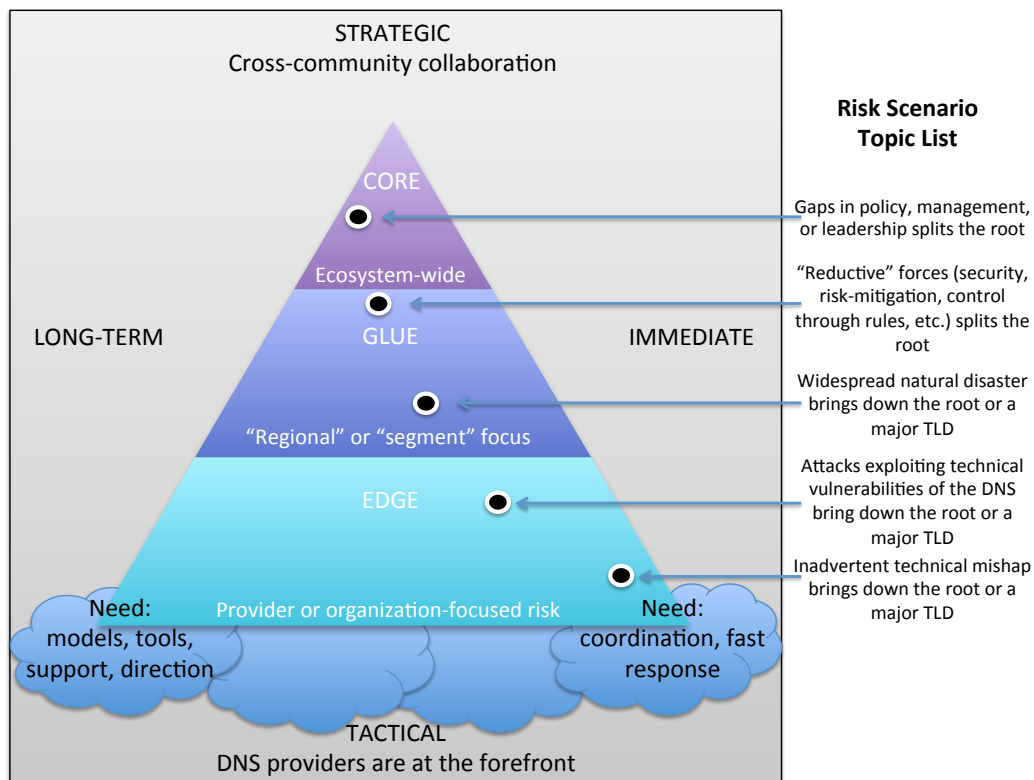 STRATEGIC
Cross-community collaboration
Risk Scenario
Topic List
CORE
Gaps in policy, management,
or leadership splits the root
Ecosystem-wide
“Reductive” forces (security,
risk-mitigation, control
through rules, etc.) splits the
root
LONG-TERM
GLUE
IMMEDIATE
Widespread natural disaster
brings down the root or a
major TLD
“Regional” or “segment” focus
Attacks exploiting technical
vulnerabilities of the DNS
bring down the root or a
major TLD
EDGE
Inadvertent technical mishap
brings down the root or a
major TLD
Provider or organization-focused risk
Need:
models, tools,
support, direction
Need:
coordination, fast
response
TACTICAL
DNS providers are at the forefront